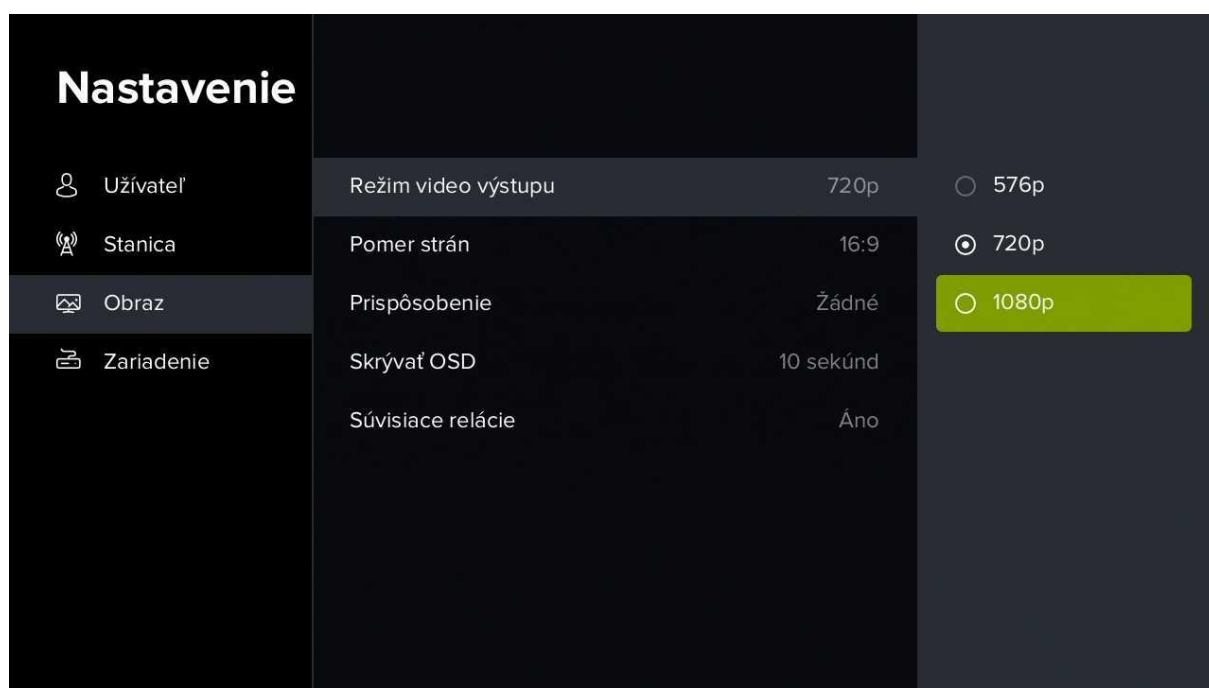 Nastavenie
Užívateľ
Stanica
Obraz
Zariadenie
Režim video výstupu 720p
Pomer strán 16:9
Prispôsobenie Žádné
Skrývať OSD 10 sekúnd
Súvisiace relácie Áno
576p
720p
1080p